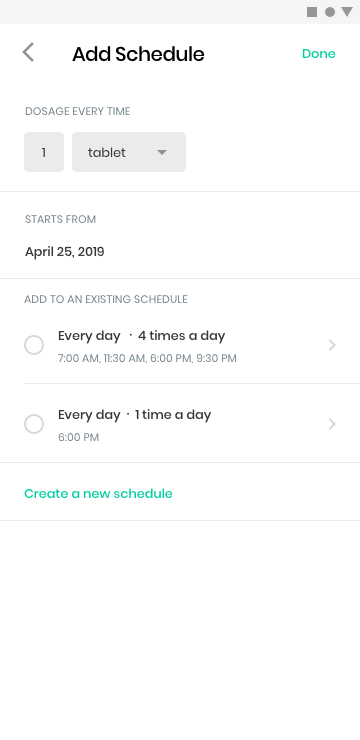 Add Schedule
Done
DOSAGE EVERY TIME
1
tablet
STARTS FROM
April 25, 2019
ADD TO AN EXISTING SCHEDULE
Every day · 4 times a day
7:00 AM, 11:30 AM, 6:00 PM, 9:30 PM
Every day · 1 time a day
6:00 PM
Create a new schedule